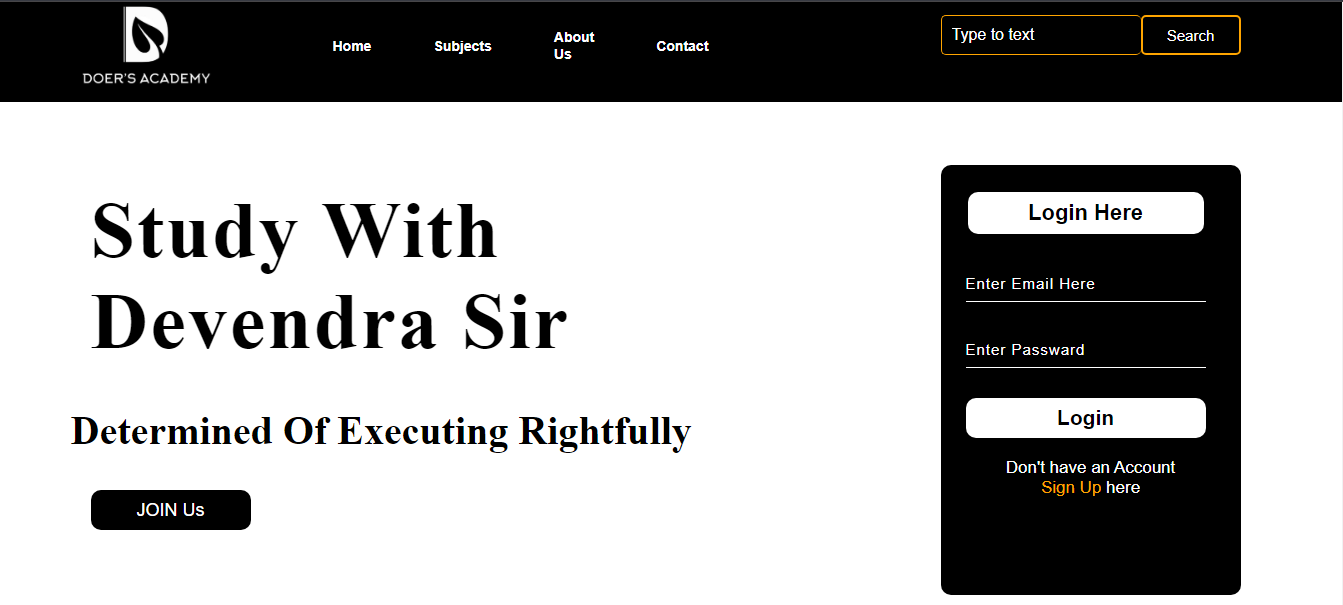 DOER'S ACADEMY
Home
Subjects
About
Us
Contact
Type to text
Search
Study With
Devendra Sir
Determined Of Executing Rightfully
JOIN Us
Login Here
Enter Email Here
Enter Passward
Login
Don't have an Account
Sign Up here